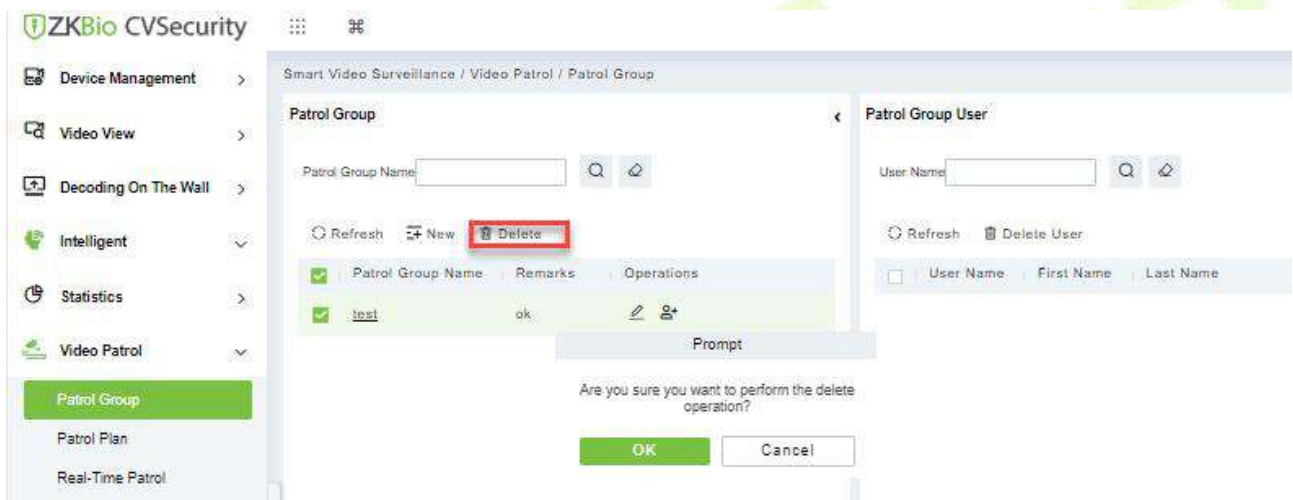 ZKBio CVSecurity
Device Management
Video View
Decoding On The Wall
Intelligent
Statistics
Video Patrol
Patrol Group
Patrol Plan
Real-Time Patrol
Smart Video Surveillance / Video Patrol / Patrol Group
Patrol Group
Patrol Group Name
Refresh New Delete
Patrol Group Name Remarks Operations
test ok
Patrol Group User
User Name
Refresh Delete User
User Name First Name Last Name
Prompt
Are you sure you want to perform the delete
operation?
OK Cancel